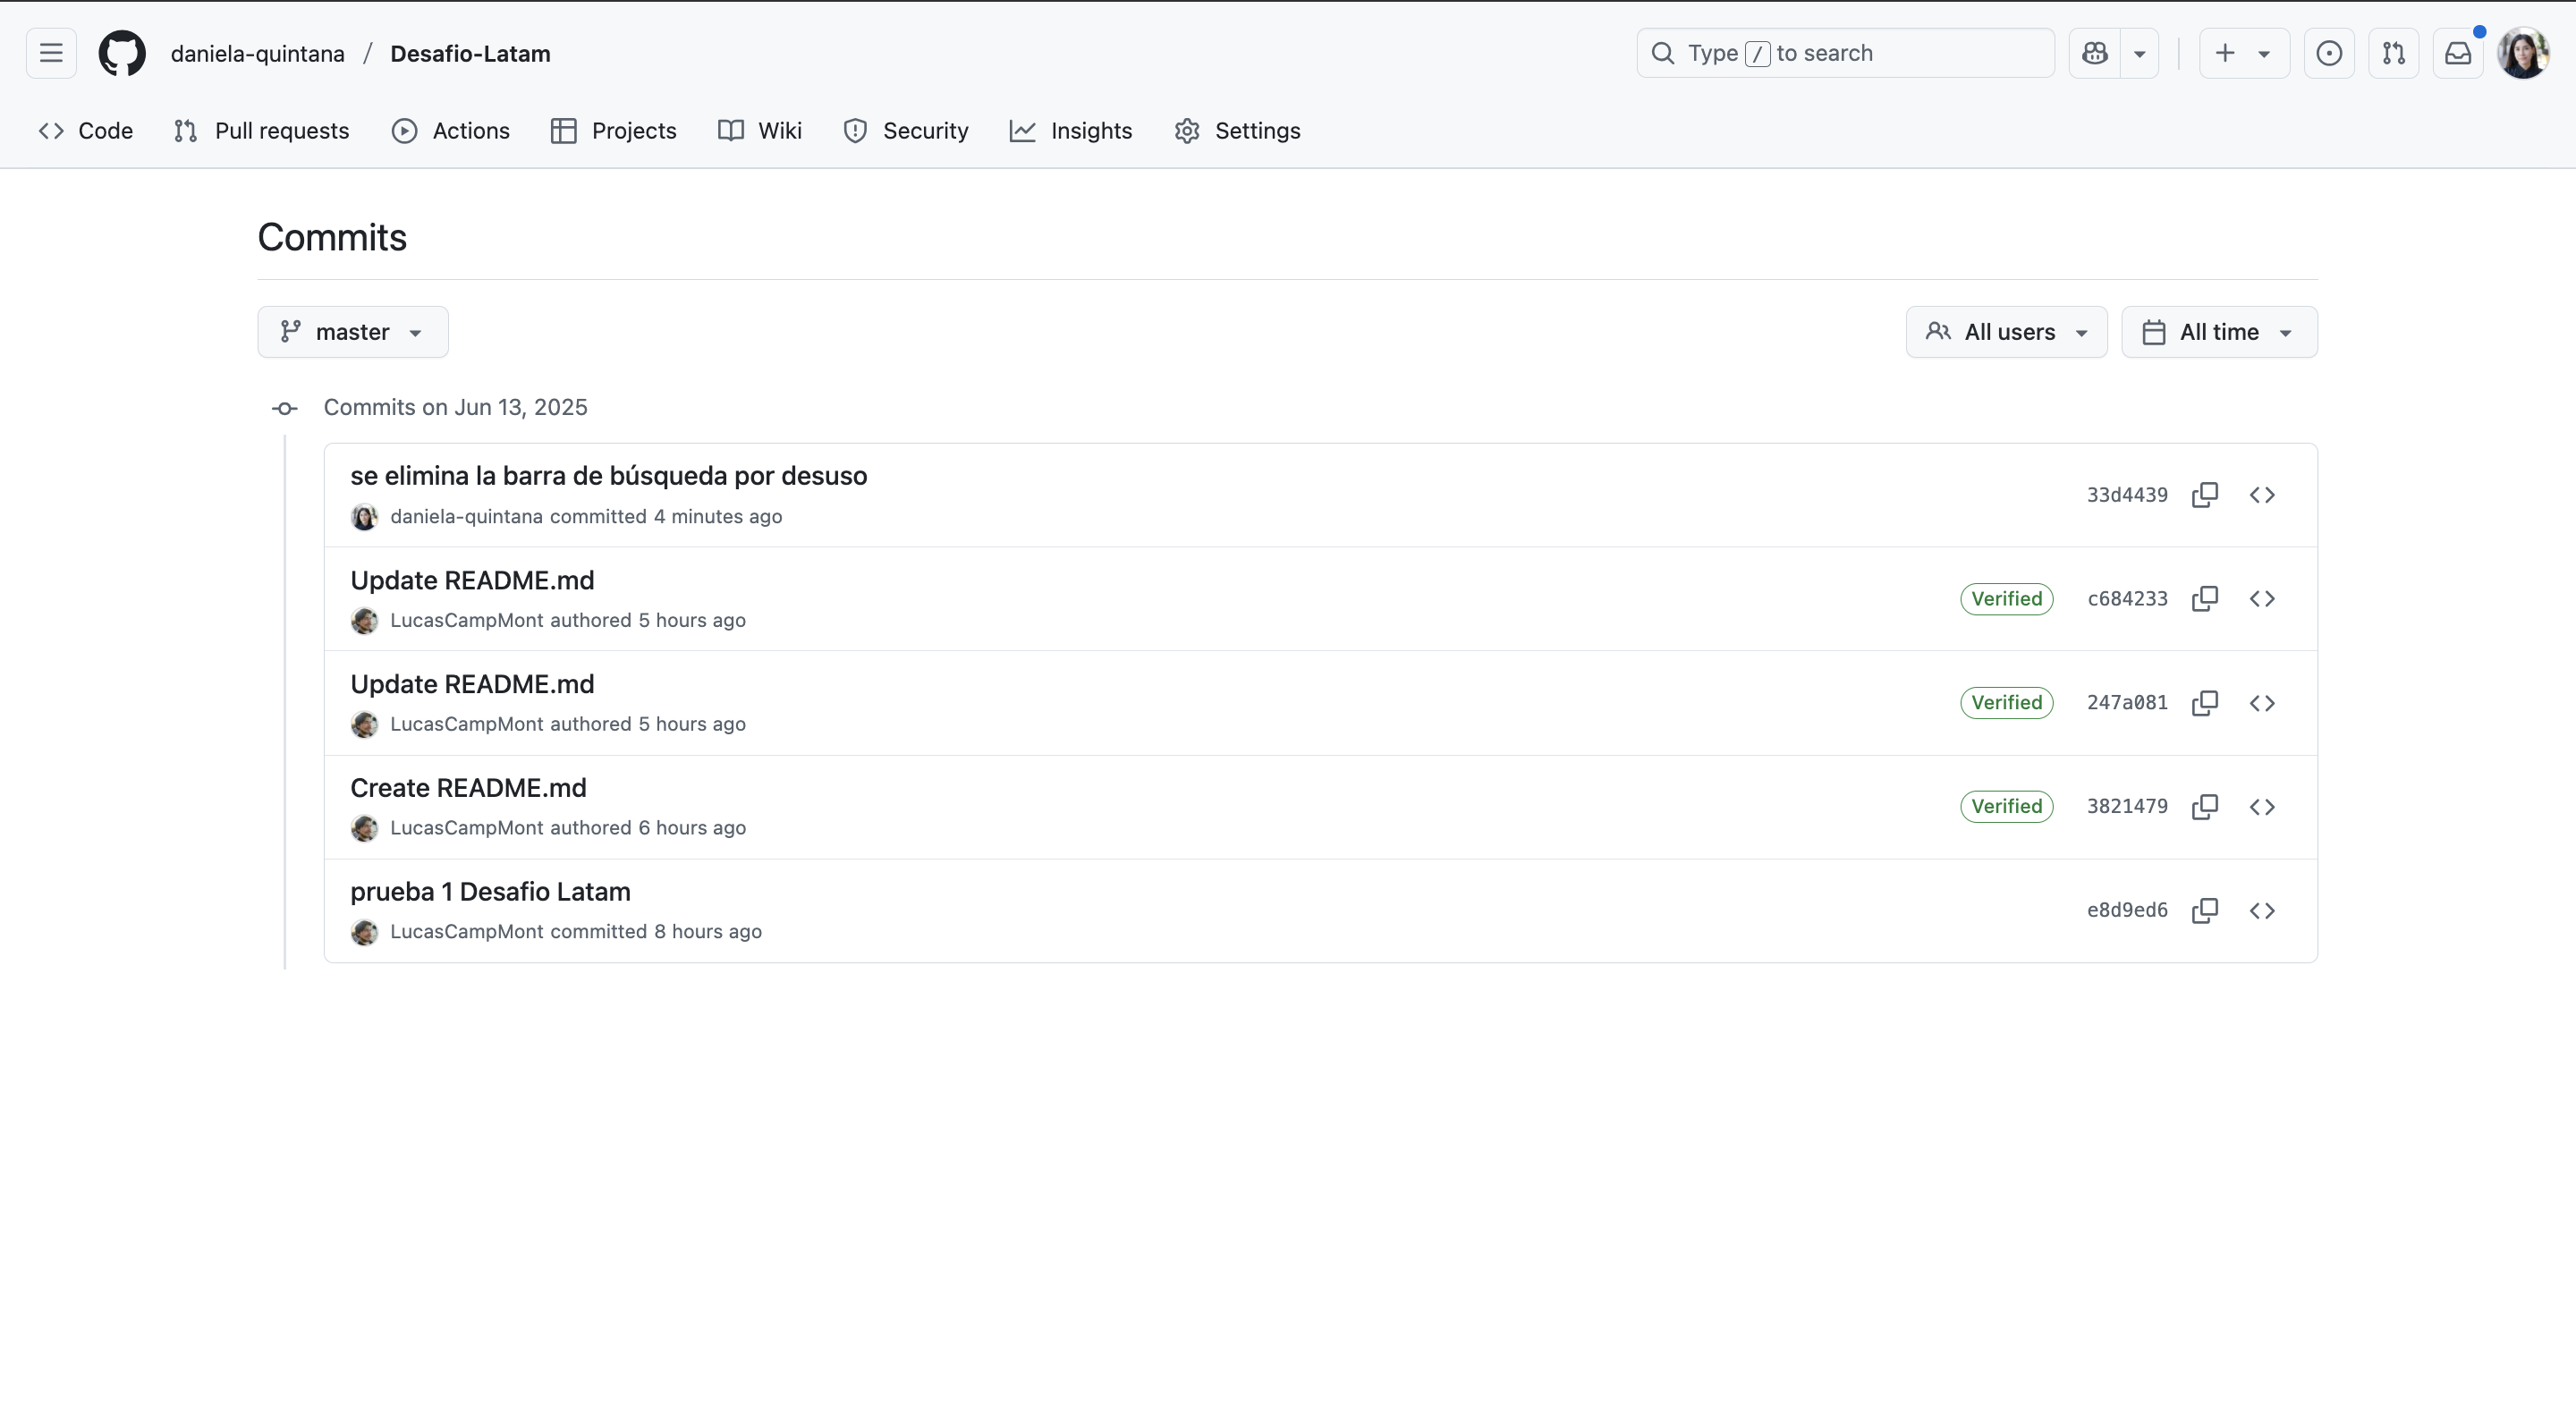 daniela-quintana / Desafio-Latam
Type / to search
Code Pull requests Actions Projects Wiki Security Insights Settings
Commits
master
All users All time
Commits on Jun 13, 2025
se elimina la barra de búsqueda por desuso
daniela-quintana committed 4 minutes ago
33d4439
Update README.md
LucasCampMont authored 5 hours ago
Verified c684233
Update README.md
LucasCampMont authored 5 hours ago
Verified 247a081
Create README.md
LucasCampMont authored 6 hours ago
Verified 3821479
prueba 1 Desafio Latam
LucasCampMont committed 8 hours ago
e8d9ed6